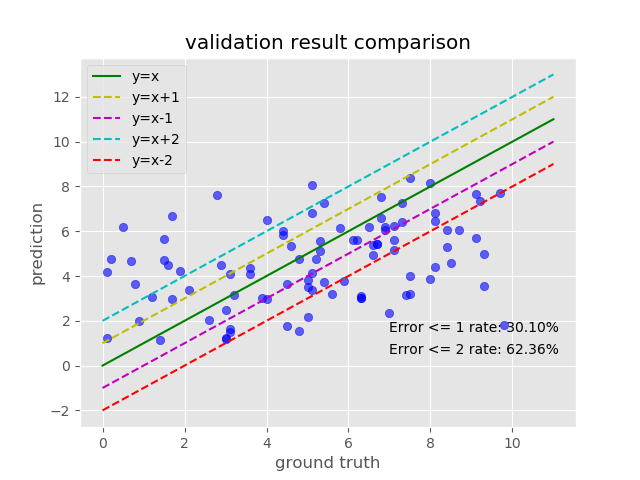 validation result comparison
y=x
y=x+1
y=x-1
y=x+2
y=x-2
12
10
8
6
4
2
0
−2
prediction
Error <= 1 rate: 30.10%
Error <= 2 rate: 62.36%
0 2 4 6 8 10
ground truth